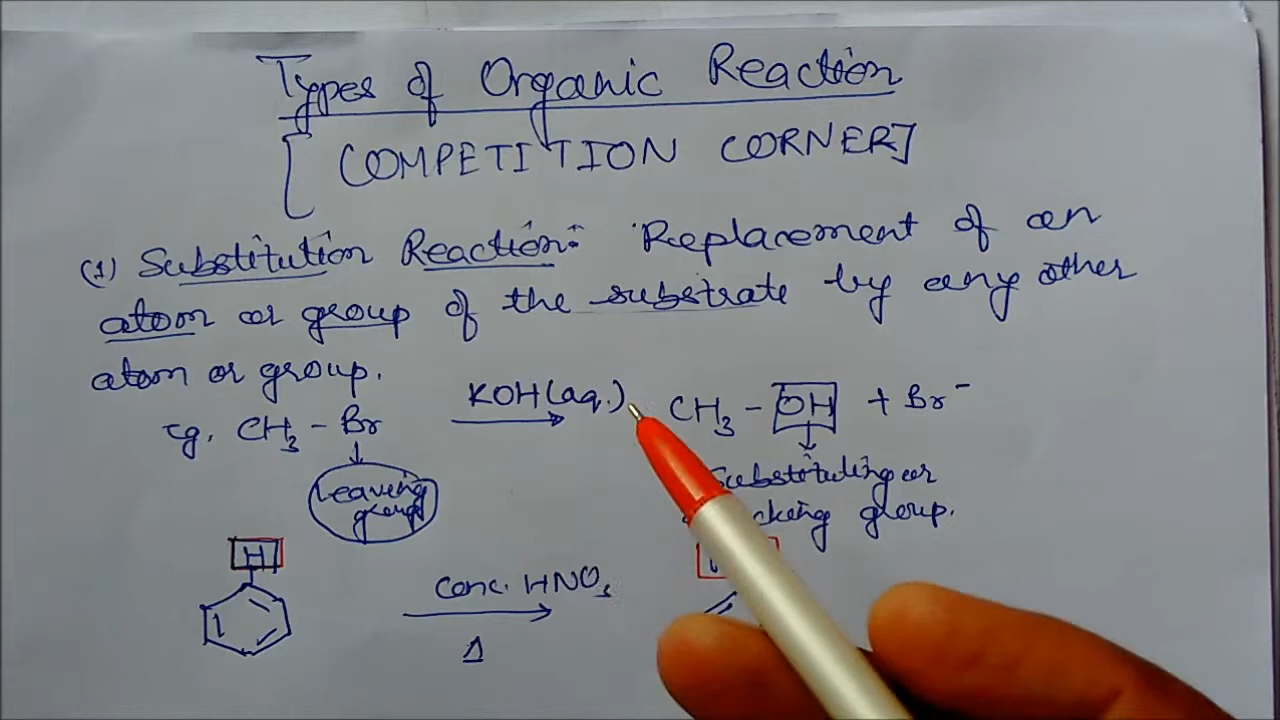 Types of Organic Reaction
[COMPETITION CORNER]
(1) Substitution Reaction: Replacement of an
atom or group of the substrate by any other
atom or group.
eg. CH3 - Br KOH(aq.) CH3 - OH + Br-
Leaving
group
Substituting or
group.
H
Conc. HNO3
Δ